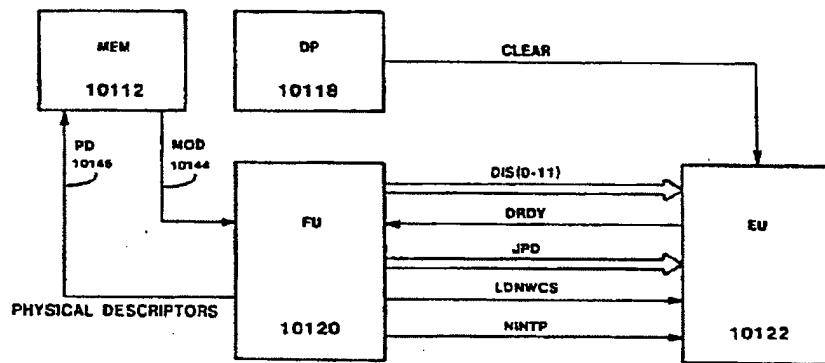 MEM
10112
DP
10118
CLEAR
PD
10146
MOD
10144
FU
10120
DIS(0-11)
DRDY
JPD
LDNWCS
NINTP
EU
10122
PHYSICAL DESCRIPTORS